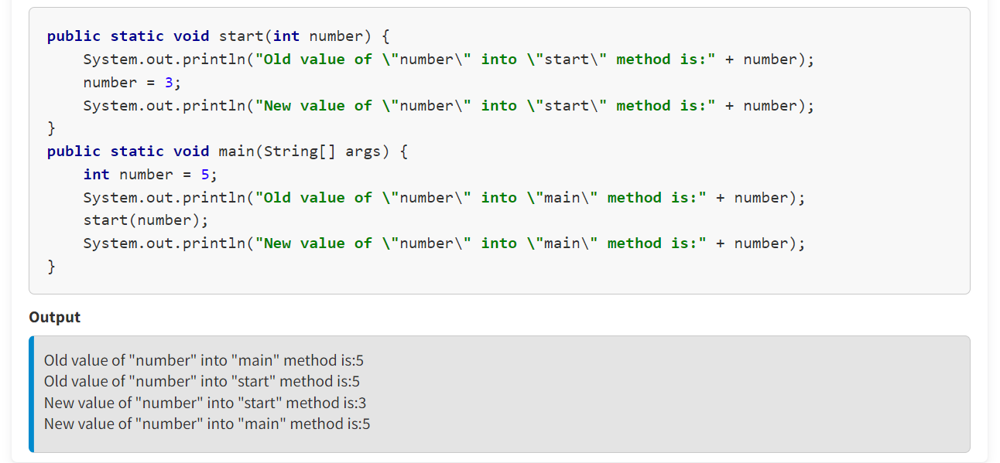 public static void start(int number) {
    System.out.println("Old value of \"number\" into \"start\" method is:" + number);
    number = 3;
    System.out.println("New value of \"number\" into \"start\" method is:" + number);
}
public static void main(String[] args) {
    int number = 5;
    System.out.println("Old value of \"number\" into \"main\" method is:" + number);
    start(number);
    System.out.println("New value of \"number\" into \"main\" method is:" + number);
}
Output
Old value of "number" into "main" method is:5
Old value of "number" into "start" method is:5
New value of "number" into "start" method is:3
New value of "number" into "main" method is:5